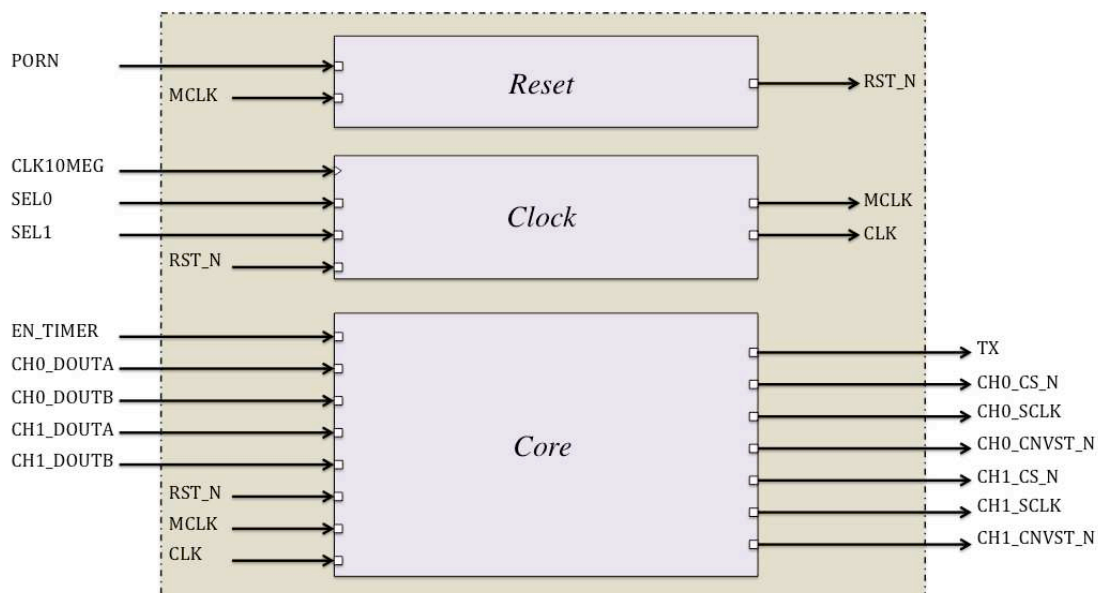 PORN
MCLK
Reset
RST_N
CLK10MEG
SEL0
SEL1
RST_N
Clock
MCLK
CLK
EN_TIMER
CH0_DOUTA
CH0_DOUTB
CH1_DOUTA
CH1_DOUTB
RST_N
MCLK
CLK
Core
TX
CH0_CS_N
CH0_SCLK
CH0_CNVST_N
CH1_CS_N
CH1_SCLK
CH1_CNVST_N